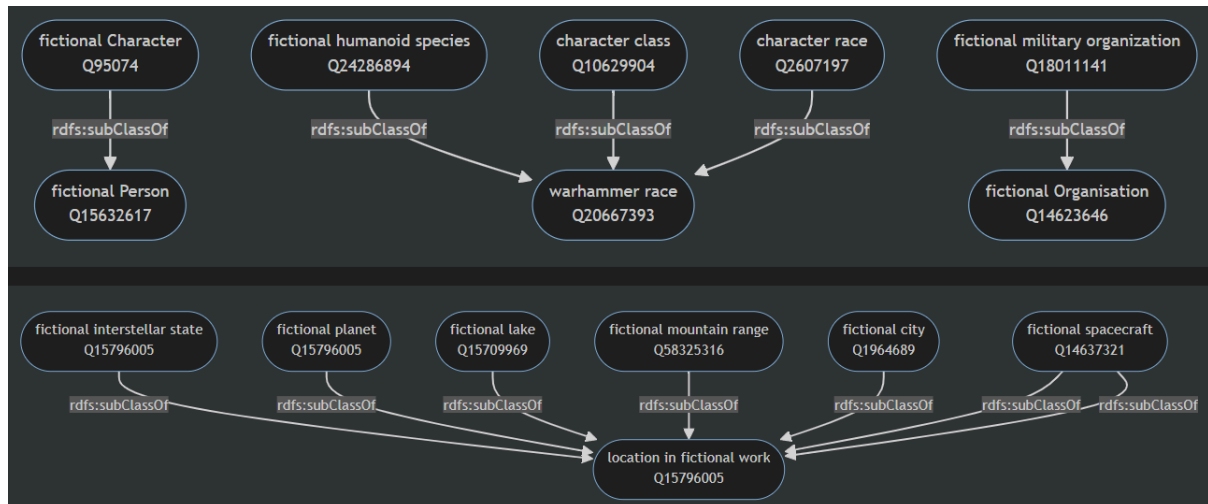 fictional Character
Q95074
fictional humanoid species
Q24286894
character class
Q10629904
character race
Q2607197
fictional military organization
Q18011141
rdfs:subClassOf
rdfs:subClassOf
rdfs:subClassOf
rdfs:subClassOf
rdfs:subClassOf
fictional Person
Q15632617
warhammer race
Q20667393
fictional Organisation
Q14623646
fictional interstellar state
Q15796005
fictional planet
Q15796005
fictional lake
Q15709969
fictional mountain range
Q58325316
fictional city
Q1964689
fictional spacecraft
Q14637321
rdfs:subClassOf
rdfs:subClassOf
rdfs:subClassOf
rdfs:subClassOf
rdfs:subClassOf
rdfs:subClassOf
rdfs:subClassOf
location in fictional work
Q15796005